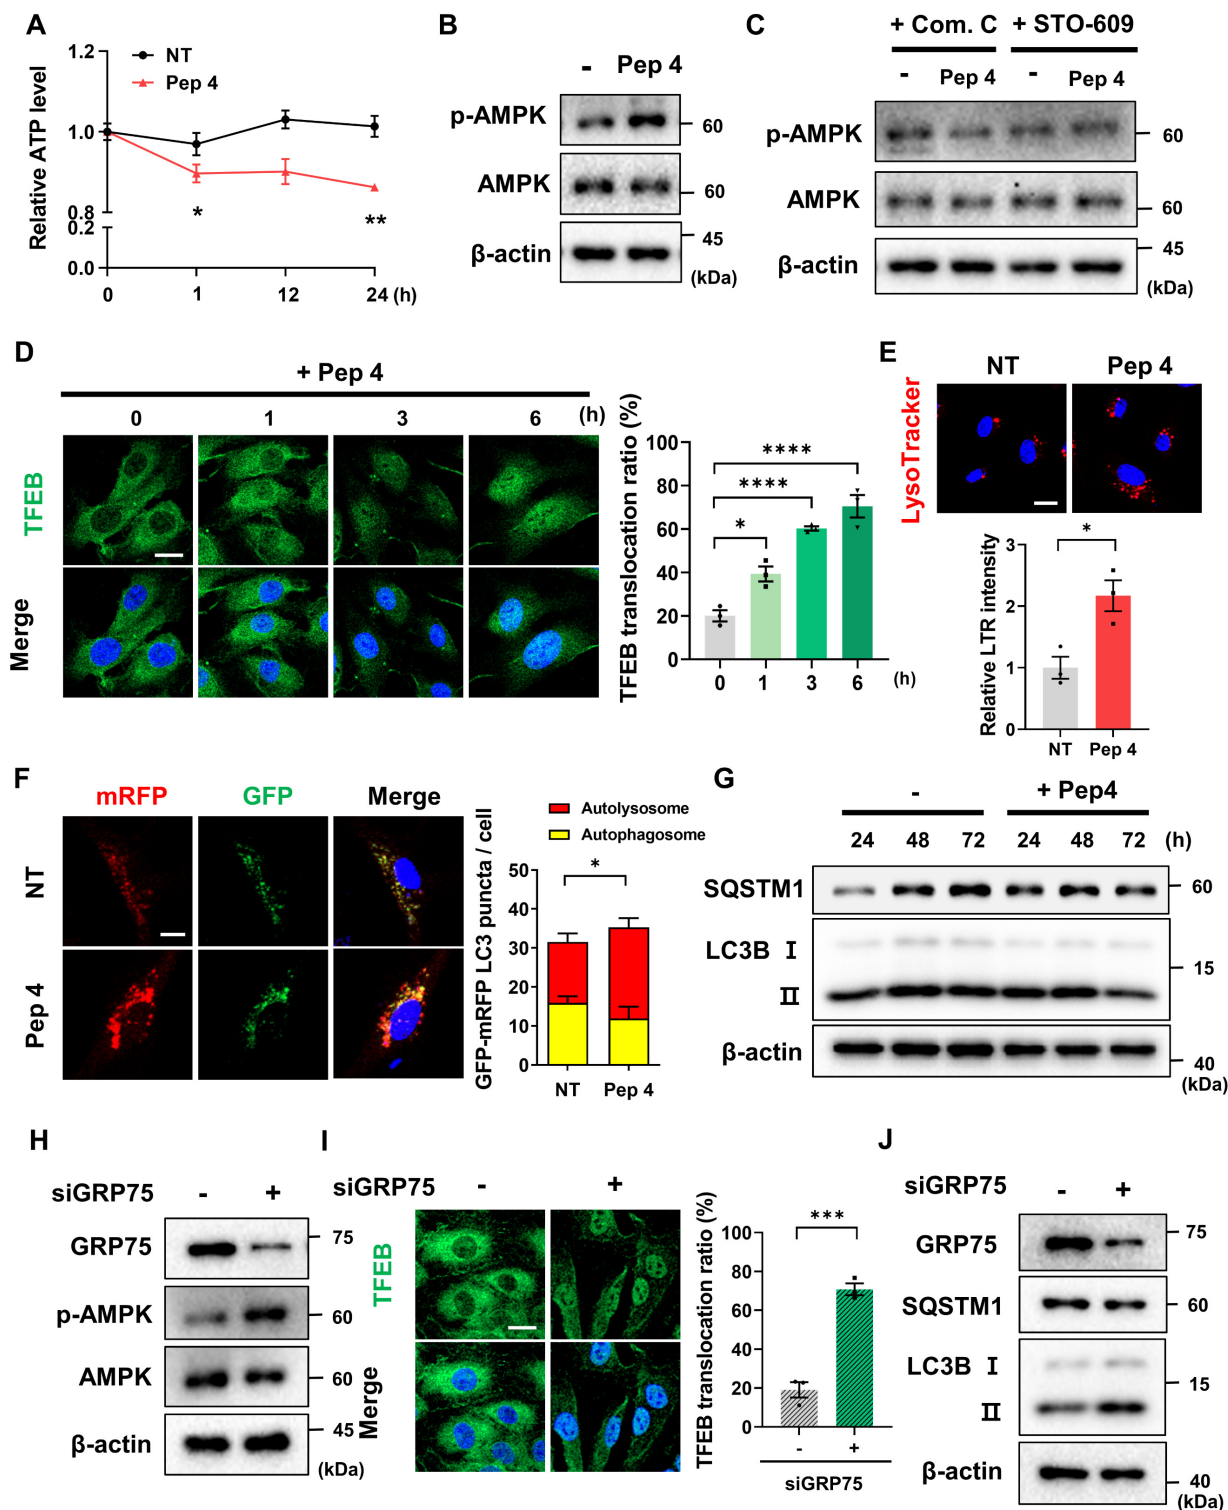 A
Relative ATP level
1.2
1.0
0.8
0.2
0.0
NT
Pep 4
*
**
0 1 12 24 (h)
B
- Pep 4
p-AMPK 60
AMPK 60
β-actin 45
(kDa)
C
+ Com. C + STO-609
- Pep 4 - Pep 4
p-AMPK 60
AMPK 60
β-actin 45
(kDa)
D
+ Pep 4
0 1 3 6 (h)
TFEB
Merge
TFEB translocation ratio (%)
100
80
60
40
20
0
****
****
*
0 1 3 6 (h)
E
NT Pep 4
LysoTracker
Relative LTR intensity
3
2
1
0
*
NT Pep 4
F
mRFP GFP Merge
NT
Pep 4
GFP-mRFP LC3 puncta / cell
Autolysosome
Autophagosome
50
40
30
20
10
0
*
NT Pep 4
G
- + Pep4
24 48 72 24 48 72 (h)
SQSTM1 60
LC3B I
15
II
β-actin
40
(kDa)
H
siGRP75 - +
GRP75 75
p-AMPK 60
AMPK 60
β-actin 45
(kDa)
I
siGRP75 - +
TFEB
Merge
TFEB translocation ratio (%)
100
80
60
40
20
0
***
- +
siGRP75
J
siGRP75 - +
GRP75 75
SQSTM1 60
LC3B I
15
II
β-actin 40
(kDa)